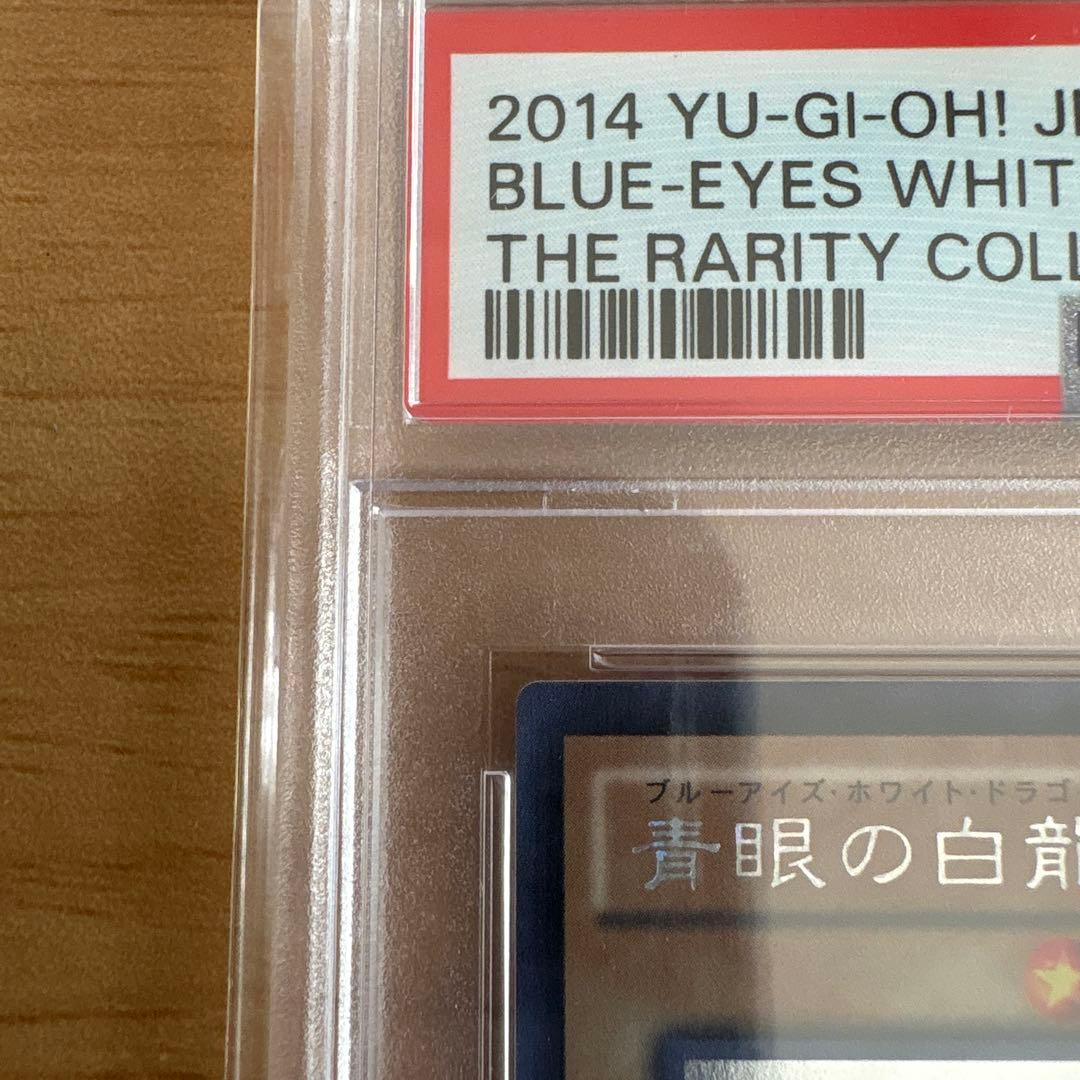 2014 YU-GI-OH! J
BLUE-EYES WHIT
THE RARITY COLL
ブルーアイズ・ホワイト・ドラゴ
青眼の白龍